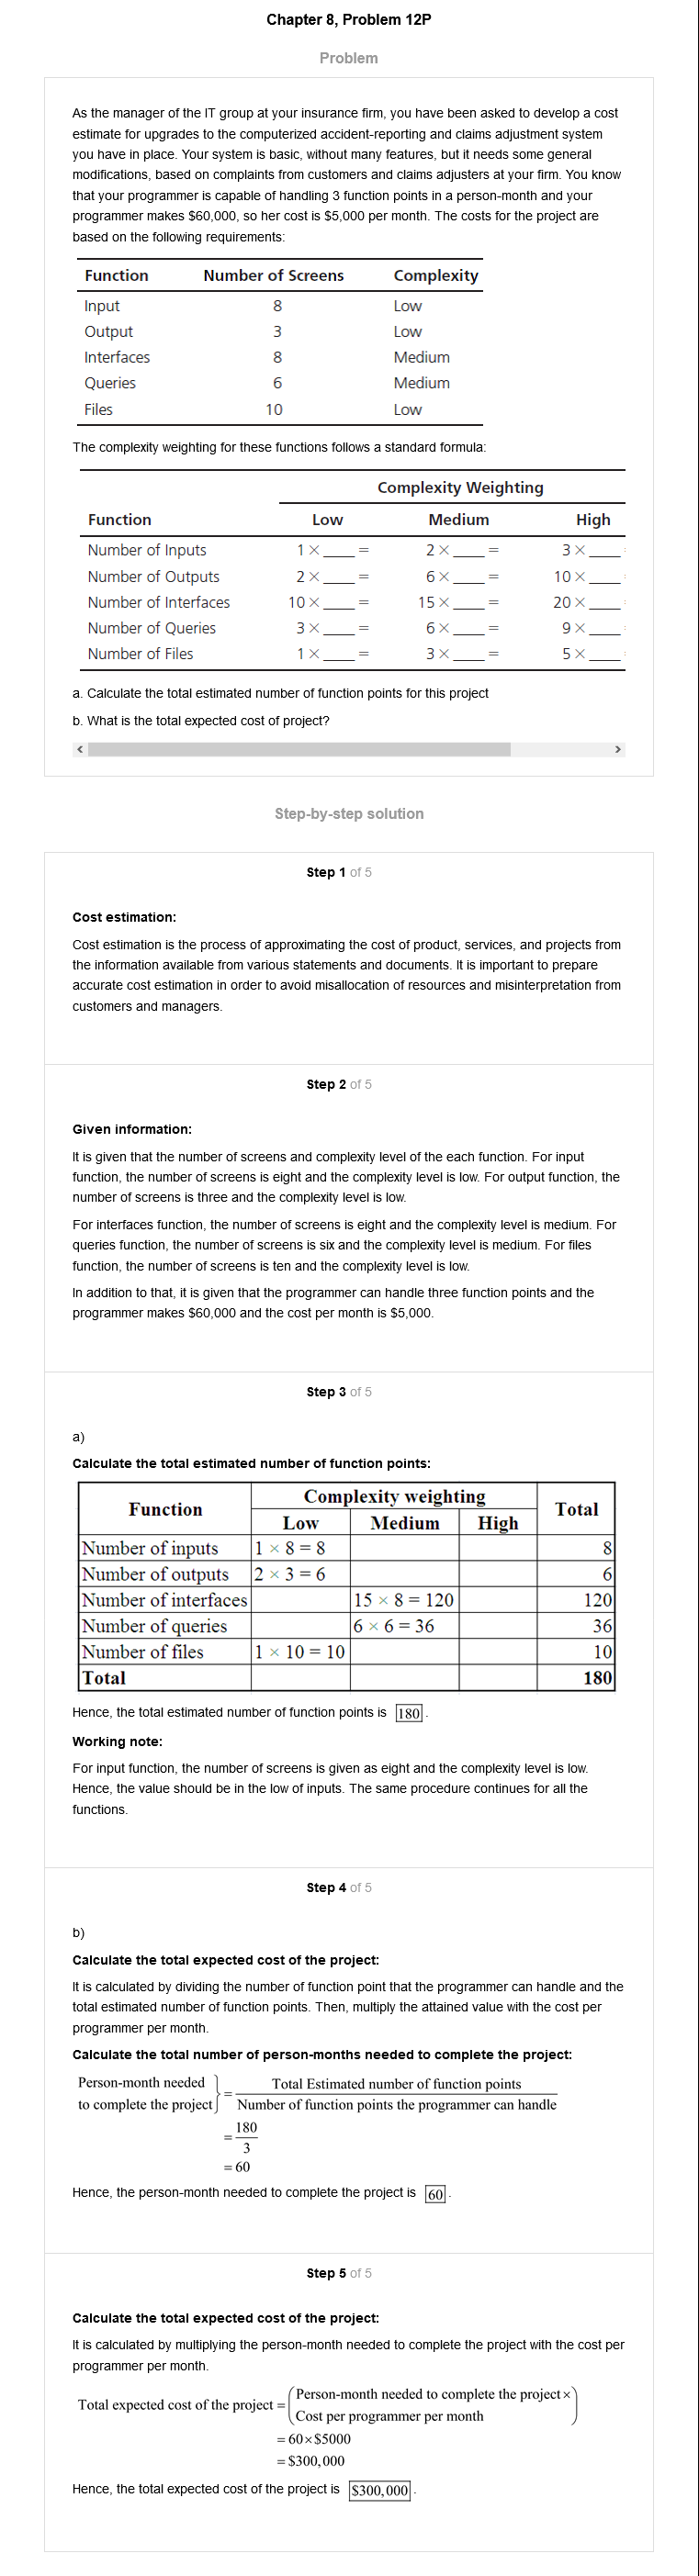 Chapter 8, Problem 12P
Problem
As the manager of the IT group at your insurance firm, you have been asked to develop a cost
estimate for upgrades to the computerized accident-reporting and claims adjustment system
you have in place. Your system is basic, without many features, but it needs some general
modifications, based on complaints from customers and claims adjusters at your firm. You know
that your programmer is capable of handling 3 function points in a person-month and your
programmer makes $60,000, so her cost is $5,000 per month. The costs for the project are
based on the following requirements:
Function Number of Screens Complexity
Input 8 Low
Output 3 Low
Interfaces 8 Medium
Queries 6 Medium
Files 10 Low
The complexity weighting for these functions follows a standard formula:
Complexity Weighting
Function Low Medium High
Number of Inputs 1 × ____ = 2 × ____ = 3 × ____
Number of Outputs 2 × ____ = 6 × ____ = 10 × ____
Number of Interfaces 10 × ____ = 15 × ____ = 20 × ____
Number of Queries 3 × ____ = 6 × ____ = 9 × ____
Number of Files 1 × ____ = 3 × ____ = 5 × ____
a. Calculate the total estimated number of function points for this project
b. What is the total expected cost of project?
Step-by-step solution
Step 1 of 5
Cost estimation:
Cost estimation is the process of approximating the cost of product, services, and projects from
the information available from various statements and documents. It is important to prepare
accurate cost estimation in order to avoid misallocation of resources and misinterpretation from
customers and managers.
Step 2 of 5
Given information:
It is given that the number of screens and complexity level of the each function. For input
function, the number of screens is eight and the complexity level is low. For output function, the
number of screens is three and the complexity level is low.
For interfaces function, the number of screens is eight and the complexity level is medium. For
queries function, the number of screens is six and the complexity level is medium. For files
function, the number of screens is ten and the complexity level is low.
In addition to that, it is given that the programmer can handle three function points and the
programmer makes $60,000 and the cost per month is $5,000.
Step 3 of 5
a)
Calculate the total estimated number of function points:
Function Complexity weighting Total
Low Medium High
Number of inputs 1 × 8 = 8 8
Number of outputs 2 × 3 = 6 6
Number of interfaces 15 × 8 = 120 120
Number of queries 6 × 6 = 36 36
Number of files 1 × 10 = 10 10
Total 180
Hence, the total estimated number of function points is 180.
Working note:
For input function, the number of screens is given as eight and the complexity level is low.
Hence, the value should be in the low of inputs. The same procedure continues for all the
functions.
Step 4 of 5
b)
Calculate the total expected cost of the project:
It is calculated by dividing the number of function point that the programmer can handle and the
total estimated number of function points. Then, multiply the attained value with the cost per
programmer per month.
Calculate the total number of person-months needed to complete the project:
Person-month needed
to complete the project} = Total Estimated number of function points
Number of function points the programmer can handle
= 180
3
= 60
Hence, the person-month needed to complete the project is 60.
Step 5 of 5
Calculate the total expected cost of the project:
It is calculated by multiplying the person-month needed to complete the project with the cost per
programmer per month.
Total expected cost of the project = (Person-month needed to complete the project ×
Cost per programmer per month)
= 60 × $5000
= $300,000
Hence, the total expected cost of the project is $300,000.